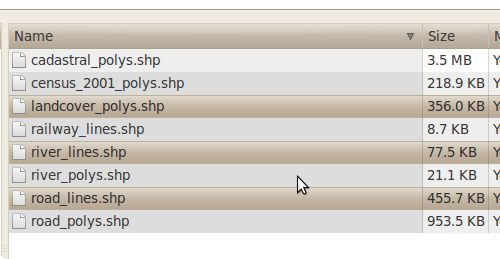 Name Size M
cadastral_polys.shp 3.5 MB Y
census_2001_polys.shp 218.9 KB Y
landcover_polys.shp 356.0 KB Y
railway_lines.shp 8.7 KB Y
river_lines.shp 77.5 KB Y
river_polys.shp 21.1 KB Y
road_lines.shp 455.7 KB Y
road_polys.shp 953.5 KB Y